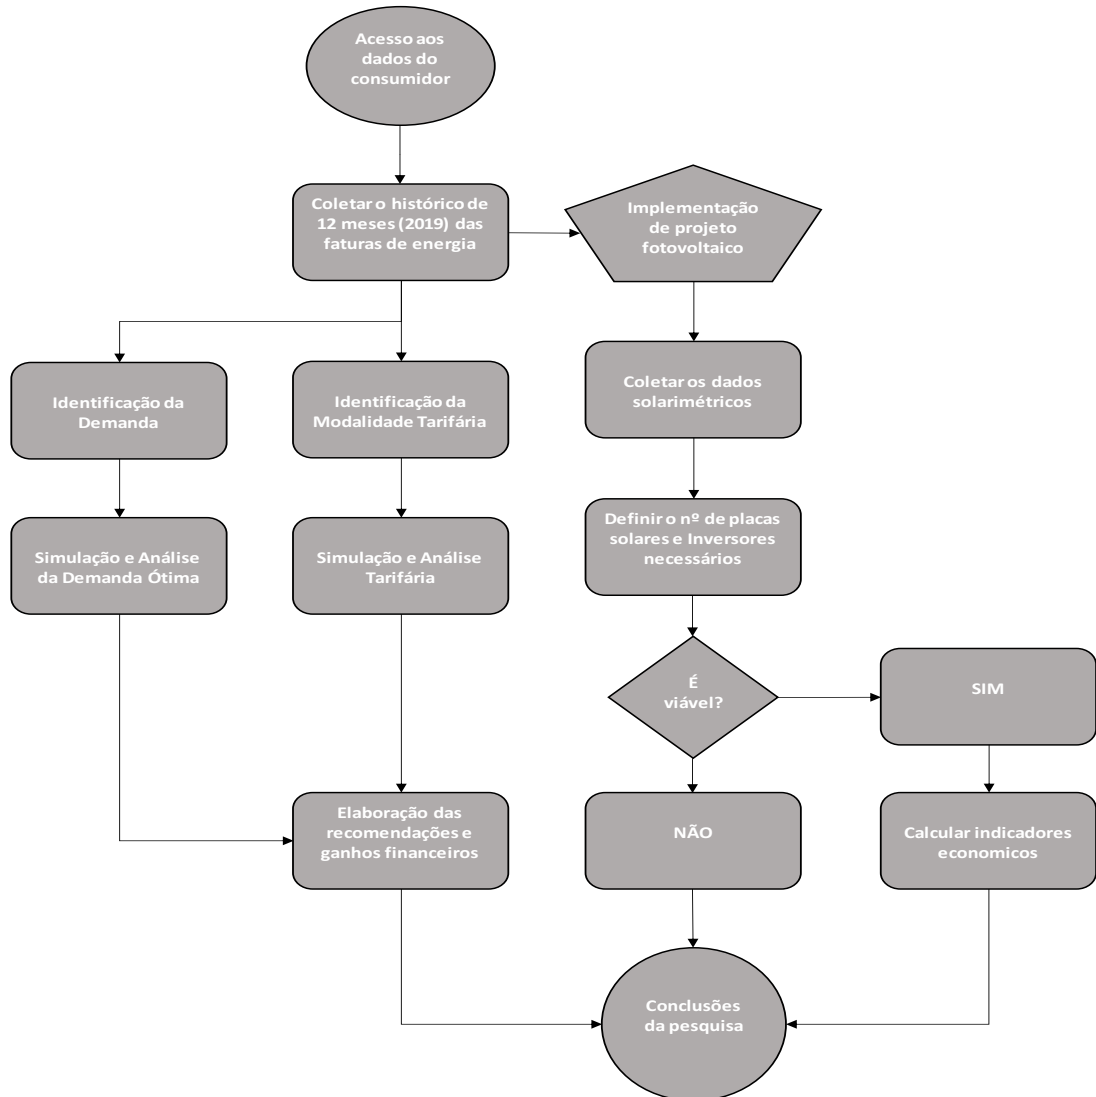 Acesso aos
dados do
consumidor
Coletar o histórico de
12 meses (2019) das
faturas de energia
Implementação
de projeto
fotovoltaico
Identificação da
Demanda
Identificação da
Modalidade Tarifária
Coletar os dados
solarimétricos
Simulação e Análise
da Demanda Ótima
Simulação e Análise
Tarifária
Definir o nº de placas
solares e Inversores
necessários
É
viável?
SIM
Elaboração das
recomendações e
ganhos financeiros
NÃO
Calcular indicadores
economicos
Conclusões
da pesquisa